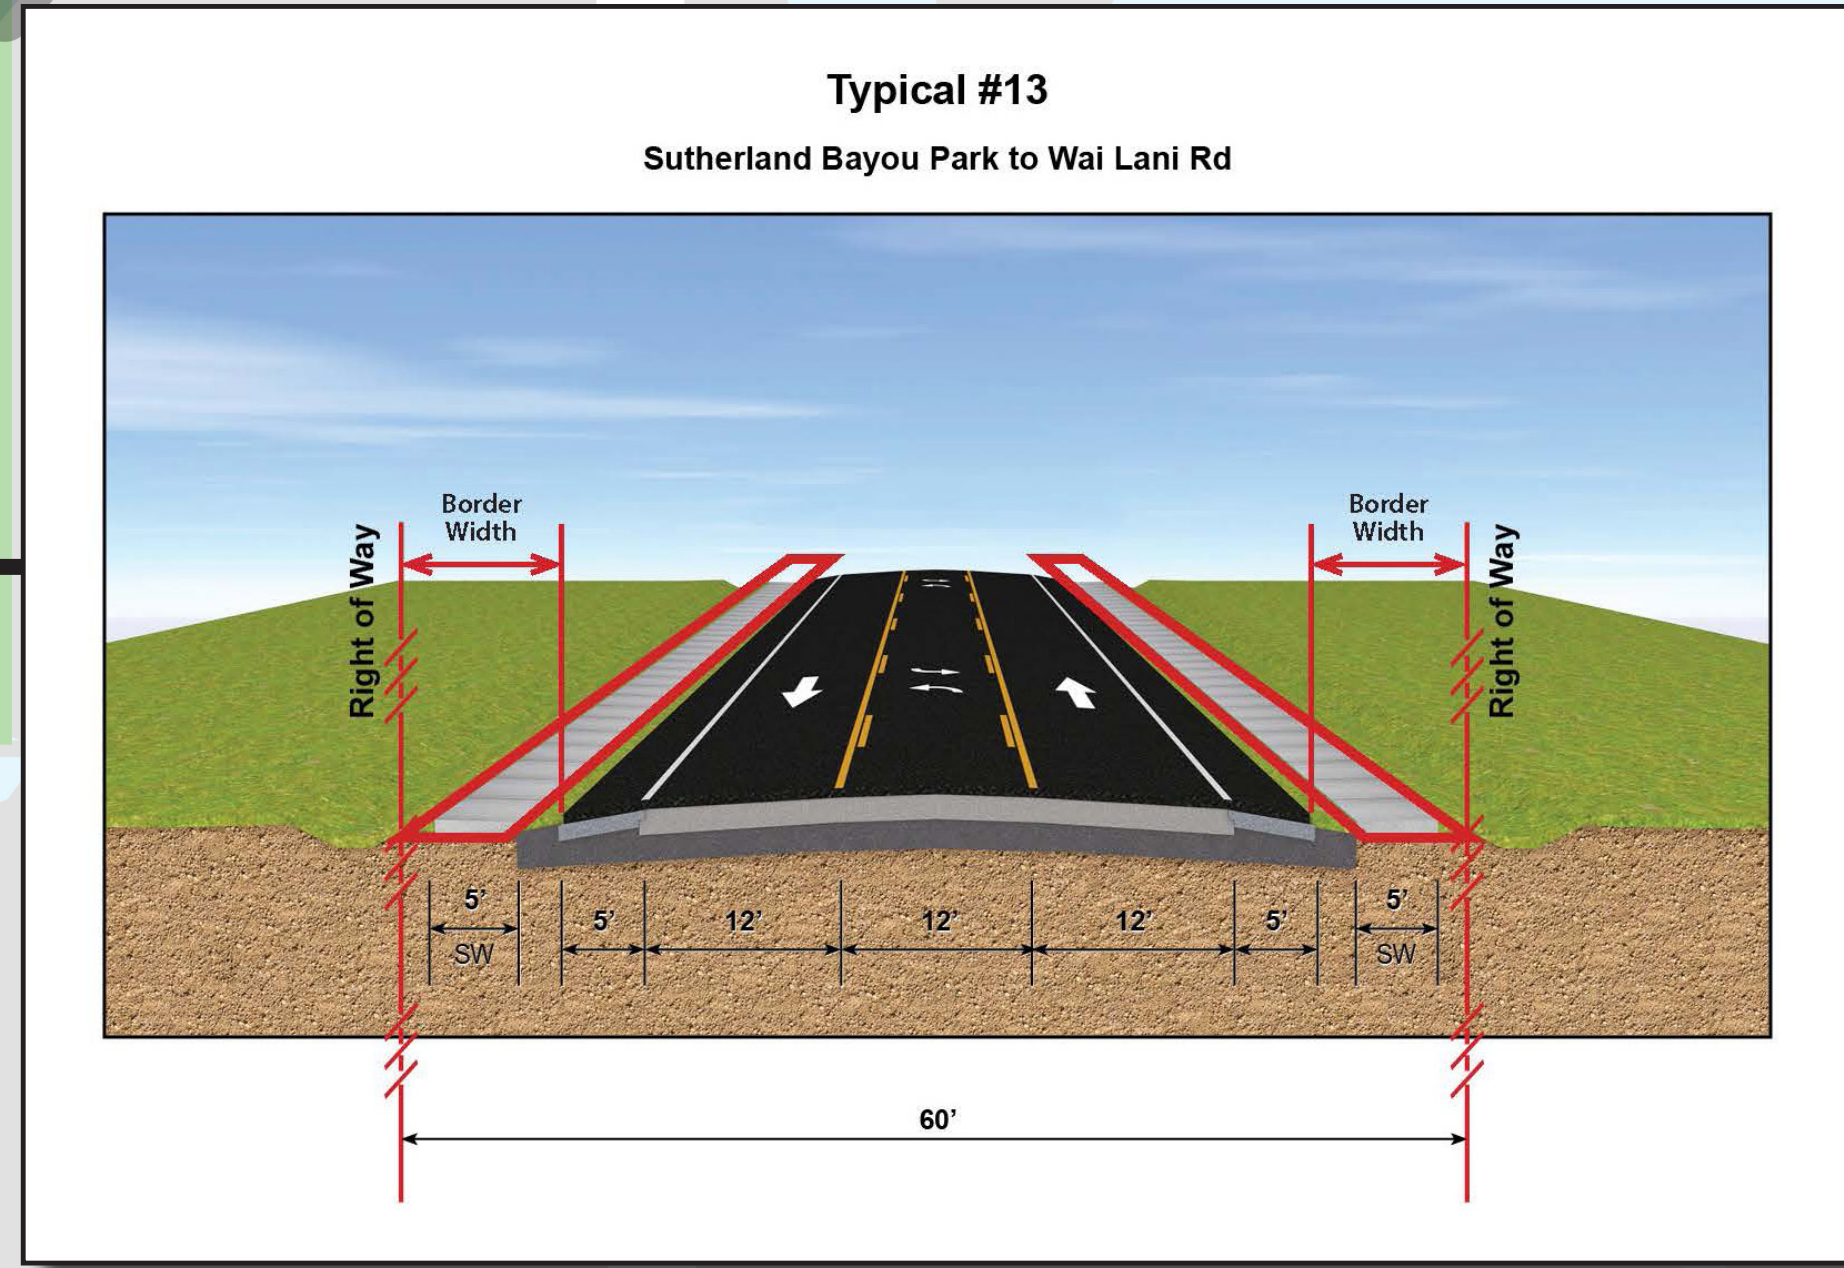 Typical #13
Sutherland Bayou Park to Wai Lani Rd
Border
Width
Border
Width
Right of Way
Right of Way
5’
5’
12’
12’
12’
5’
5’
SW
SW
60’